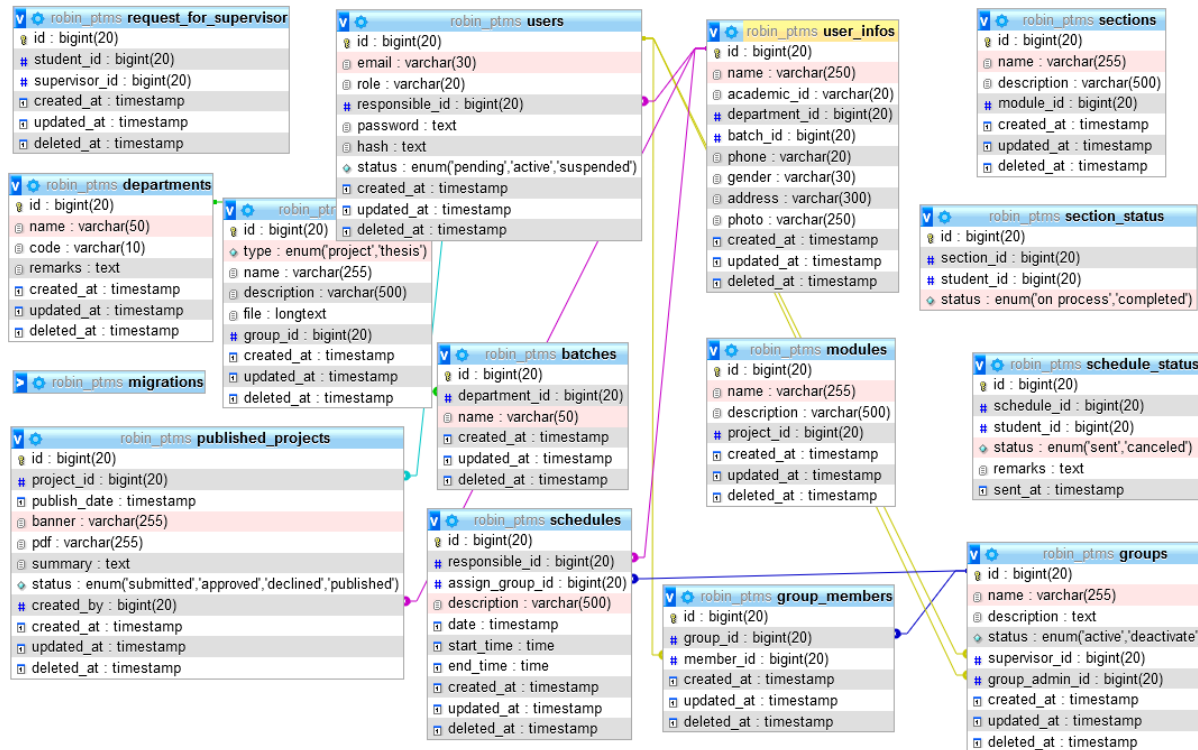 robin_ptms request_for_supervisor
id : bigint(20)
student_id : bigint(20)
supervisor_id : bigint(20)
created_at : timestamp
updated_at : timestamp
deleted_at : timestamp
robin_ptms users
id : bigint(20)
email : varchar(30)
role : varchar(20)
responsible_id : bigint(20)
password : text
hash : text
status : enum('pending','active','suspended')
created_at : timestamp
updated_at : timestamp
deleted_at : timestamp
robin_ptms user_infos
id : bigint(20)
name : varchar(250)
academic_id : varchar(20)
department_id : bigint(20)
batch_id : bigint(20)
phone : varchar(20)
gender : varchar(30)
address : varchar(300)
photo : varchar(250)
created_at : timestamp
updated_at : timestamp
deleted_at : timestamp
robin_ptms sections
id : bigint(20)
name : varchar(255)
description : varchar(500)
module_id : bigint(20)
created_at : timestamp
updated_at : timestamp
deleted_at : timestamp
robin_ptms departments
id : bigint(20)
name : varchar(50)
code : varchar(10)
remarks : text
created_at : timestamp
updated_at : timestamp
deleted_at : timestamp
id : bigint(20)
type : enum('project','thesis')
name : varchar(255)
description : varchar(500)
file : longtext
group_id : bigint(20)
created_at : timestamp
updated_at : timestamp
deleted_at : timestamp
robin_ptms section_status
id : bigint(20)
section_id : bigint(20)
student_id : bigint(20)
status : enum('on process','completed')
robin_ptms migrations
robin_ptms batches
id : bigint(20)
department_id : bigint(20)
name : varchar(50)
created_at : timestamp
updated_at : timestamp
deleted_at : timestamp
robin_ptms modules
id : bigint(20)
name : varchar(255)
description : varchar(500)
project_id : bigint(20)
created_at : timestamp
updated_at : timestamp
deleted_at : timestamp
robin_ptms schedule_status
id : bigint(20)
schedule_id : bigint(20)
student_id : bigint(20)
status : enum('sent','canceled')
remarks : text
sent_at : timestamp
robin_ptms published_projects
id : bigint(20)
project_id : bigint(20)
publish_date : timestamp
banner : varchar(255)
pdf : varchar(255)
summary : text
status : enum('submitted','approved','declined','published')
created_by : bigint(20)
created_at : timestamp
updated_at : timestamp
deleted_at : timestamp
robin_ptms schedules
id : bigint(20)
responsible_id : bigint(20)
assign_group_id : bigint(20)
description : varchar(500)
date : timestamp
start_time : time
end_time : time
created_at : timestamp
updated_at : timestamp
deleted_at : timestamp
robin_ptms group_members
id : bigint(20)
group_id : bigint(20)
member_id : bigint(20)
created_at : timestamp
updated_at : timestamp
deleted_at : timestamp
robin_ptms groups
id : bigint(20)
name : varchar(255)
description : text
status : enum('active','deactivate'
supervisor_id : bigint(20)
group_admin_id : bigint(20)
created_at : timestamp
updated_at : timestamp
deleted_at : timestamp